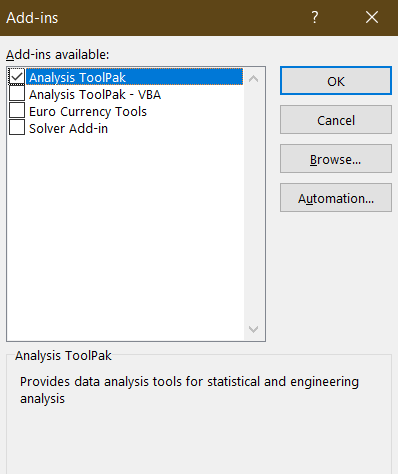 Add-ins
?
Add-ins available:
Analysis ToolPak
Analysis ToolPak - VBA
Euro Currency Tools
Solver Add-in
OK
Cancel
Browse...
Automation...
Analysis ToolPak
Provides data analysis tools for statistical and engineering
analysis